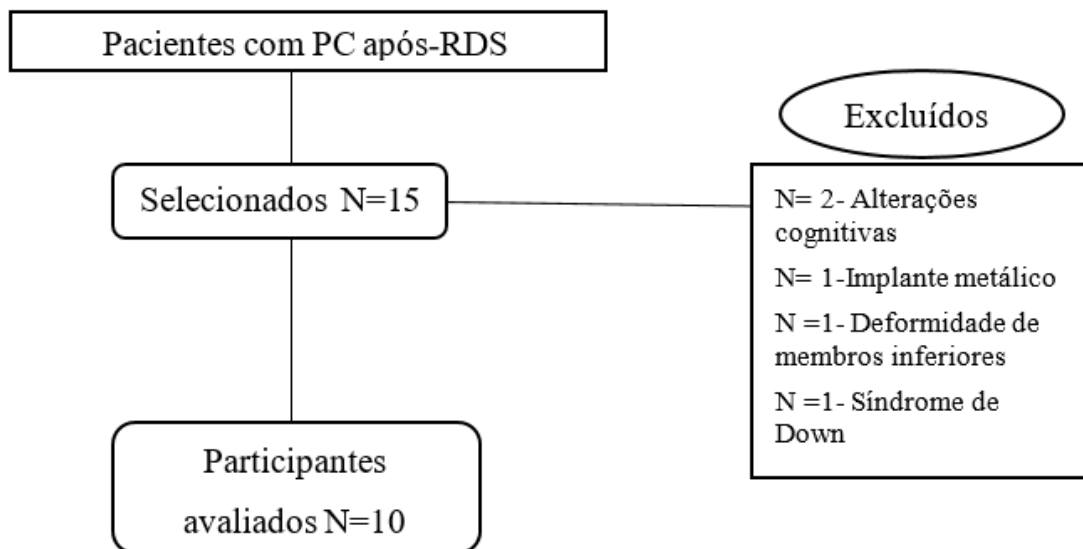 Pacientes com PC após-RDS
Selecionados N=15
Excluídos
N= 2- Alterações
cognitivas
N= 1-Implante metálico
N =1- Deformidade de
membros inferiores
N =1- Síndrome de
Down
Participantes
avaliados N=10